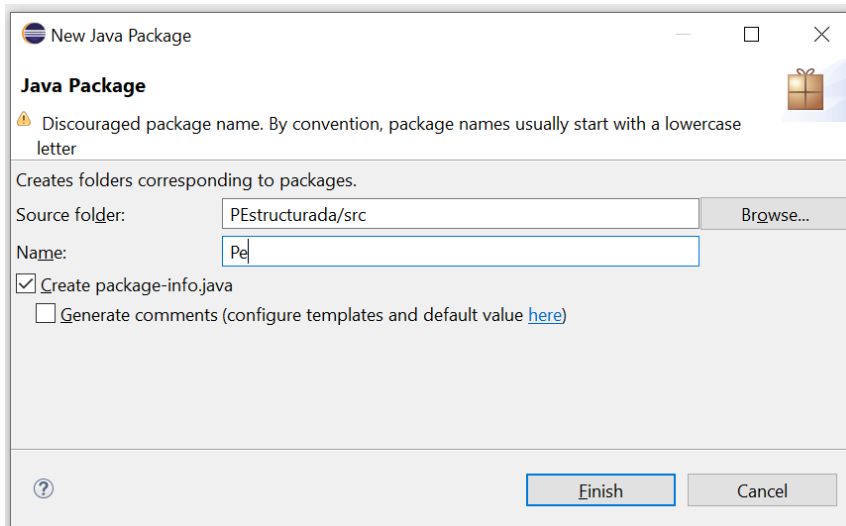 New Java Package
Java Package
Discouraged package name. By convention, package names usually start with a lowercase
letter
Creates folders corresponding to packages.
Source folder: PEstructurada/src Browse...
Name: Pe
Create package-info.java
Generate comments (configure templates and default value here)
? Finish Cancel